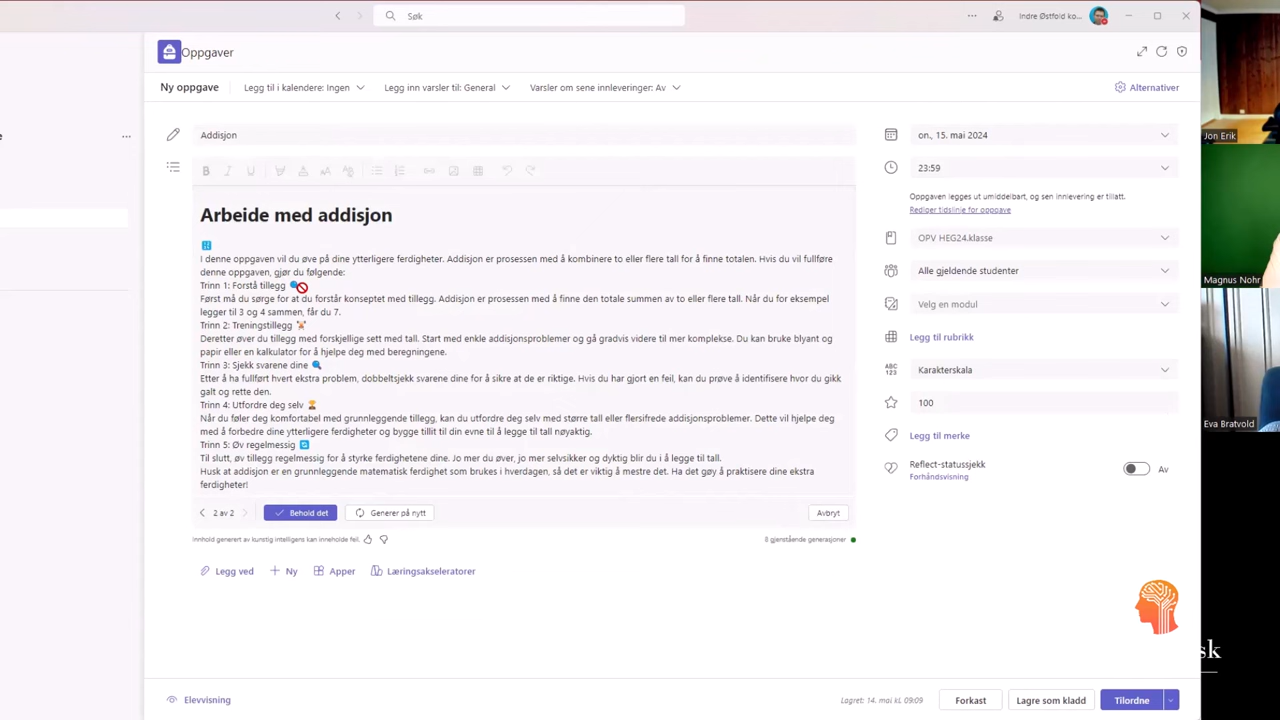 Søk
Indre Østfold ko...
Oppgaver
Ny oppgave
Legg til i kalendere: Ingen
Legg inn varsler til: General
Varsler om sene innleveringer: Av
Alternativer
Addisjon
Arbeide med addisjon
I denne oppgaven vil du øve på dine ytterligere ferdigheter. Addisjon er prosessen med å kombinere to eller flere tall for å finne totalen. Hvis du vil fullføre
denne oppgaven, gjør du følgende:
Trinn 1: Forstå tillegg
Først må du sørge for at du forstår konseptet med tillegg. Addisjon er prosessen med å finne den totale summen av to eller flere tall. Når du for eksempel
legger til 3 og 4 sammen, får du 7.
Trinn 2: Treningstillegg
Deretter øver du tillegg med forskjellige sett med tall. Start med enkle addisjonsproblemer og gå gradvis videre til mer komplekse. Du kan bruke blyant og
papir eller en kalkulator for å hjelpe deg med beregningene.
Trinn 3: Sjekk svarene dine
Etter å ha fullført hvert ekstra problem, dobbeltsjekk svarene dine for å sikre at de er riktige. Hvis du har gjort en feil, kan du prøve å identifisere hvor du gikk
galt og rette den.
Trinn 4: Utfordre deg selv
Når du føler deg komfortabel med grunnleggende tillegg, kan du utfordre deg selv med større tall eller flersifrede addisjonsproblemer. Dette vil hjelpe deg
med å forbedre dine ytterligere ferdigheter og bygge tillit til din evne til å legge til tall nøyaktig.
Trinn 5: Øv regelmessig
Til slutt, øv tillegg regelmessig for å styrke ferdighetene dine. Jo mer du øver, jo mer selvsikker og dyktig blir du i å legge til tall.
Husk at addisjon er en grunnleggende matematisk ferdighet som brukes i hverdagen, så det er viktig å mestre det. Ha det gøy å praktisere dine ekstra
ferdigheter!
2 av 2
Behold det
Generer på nytt
Avbryt
Innhold generert av kunstig intelligens kan inneholde feil.
8 gjenstående generasjoner
Legg ved
Ny
Apper
Læringsakseleratorer
on., 15. mai 2024
23:59
Oppgaven legges ut umiddelbart, og sen innlevering er tillatt.
Rediger tidslinje for oppgave
OPV HEG24.klasse
Alle gjeldende studenter
Velg en modul
Legg til rubrikk
ABC
123
Karakterskala
100
Legg til merke
Reflect-statussjekk
Forhåndsvisning
Av
Elevvisning
Lagret: 14. mai kl. 09:09
Forkast
Lagre som kladd
Tilordne
Jon Erik
Magnus Nohr
Eva Bratvold
sk